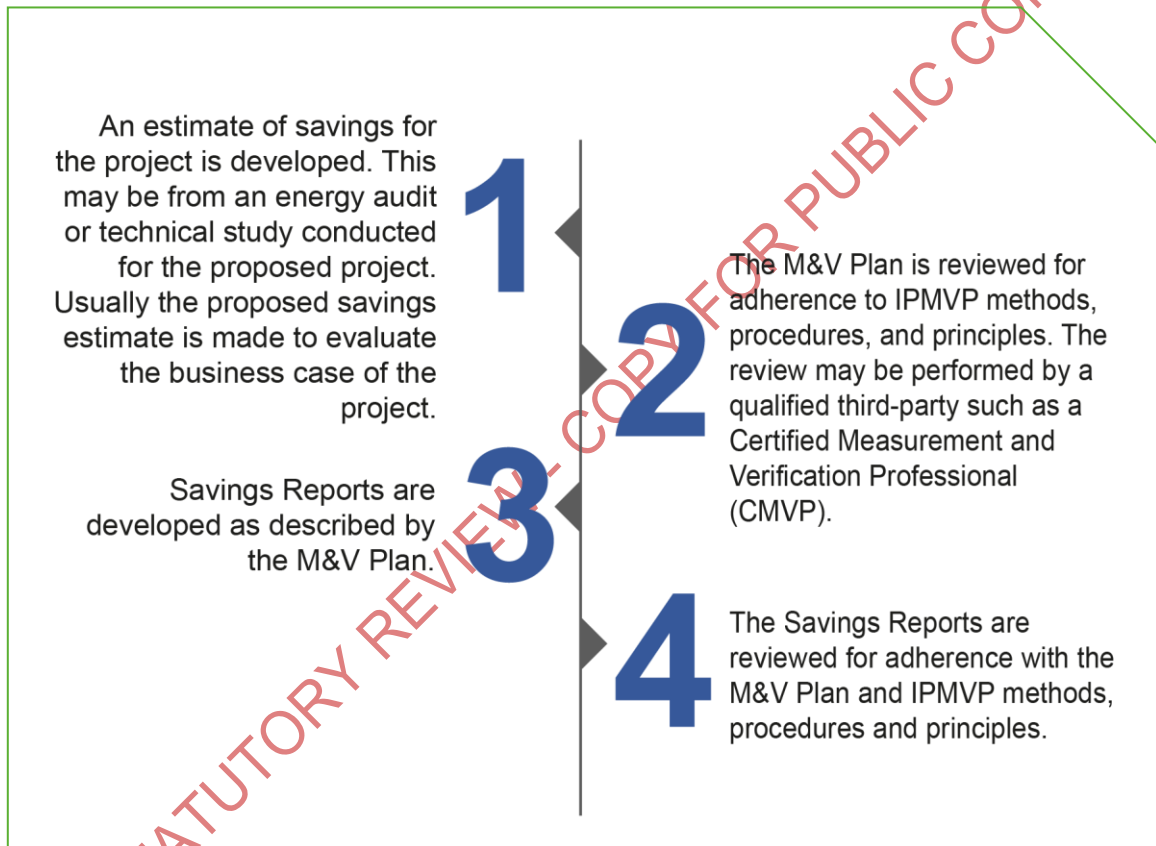 1
An estimate of savings for
the project is developed. This
may be from an energy audit
or technical study conducted
for the proposed project.
Usually the proposed savings
estimate is made to evaluate
the business case of the
project.
2
The M&V Plan is reviewed for
adherence to IPMVP methods,
procedures, and principles. The
review may be performed by a
qualified third-party such as a
Certified Measurement and
Verification Professional
(CMVP).
3
Savings Reports are
developed as described by
the M&V Plan.
4
The Savings Reports are
reviewed for adherence with the
M&V Plan and IPMVP methods,
procedures and principles.
REVIEW - COPY FOR PUBLIC